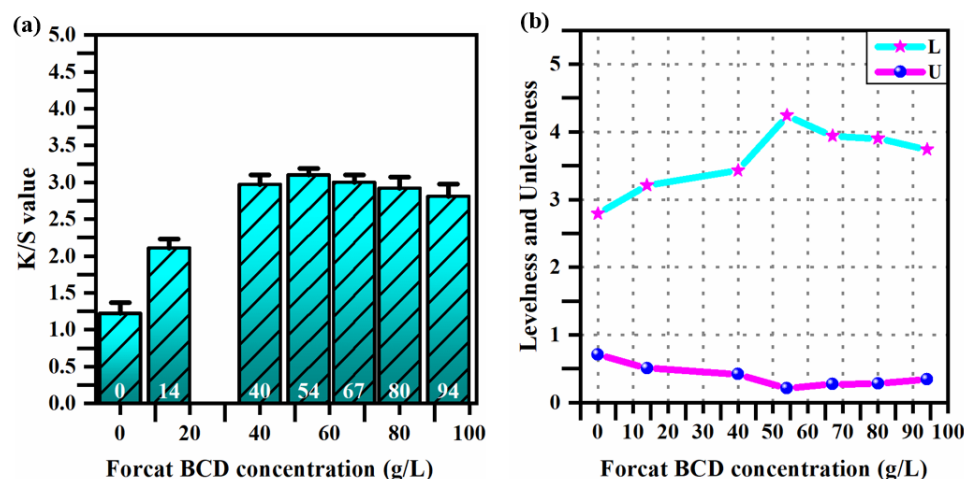 (a)
K/S value
5.0
4.5
4.0
3.5
3.0
2.5
2.0
1.5
1.0
0.5
0.0
0 14 40 54 67 80 94
0 20 40 60 80 100
Forcat BCD concentration (g/L)
(b)
Levelness and Unlevelness
L
U
5
4
3
2
1
0
0 10 20 30 40 50 60 70 80 90 100
Forcat BCD concentration (g/L)